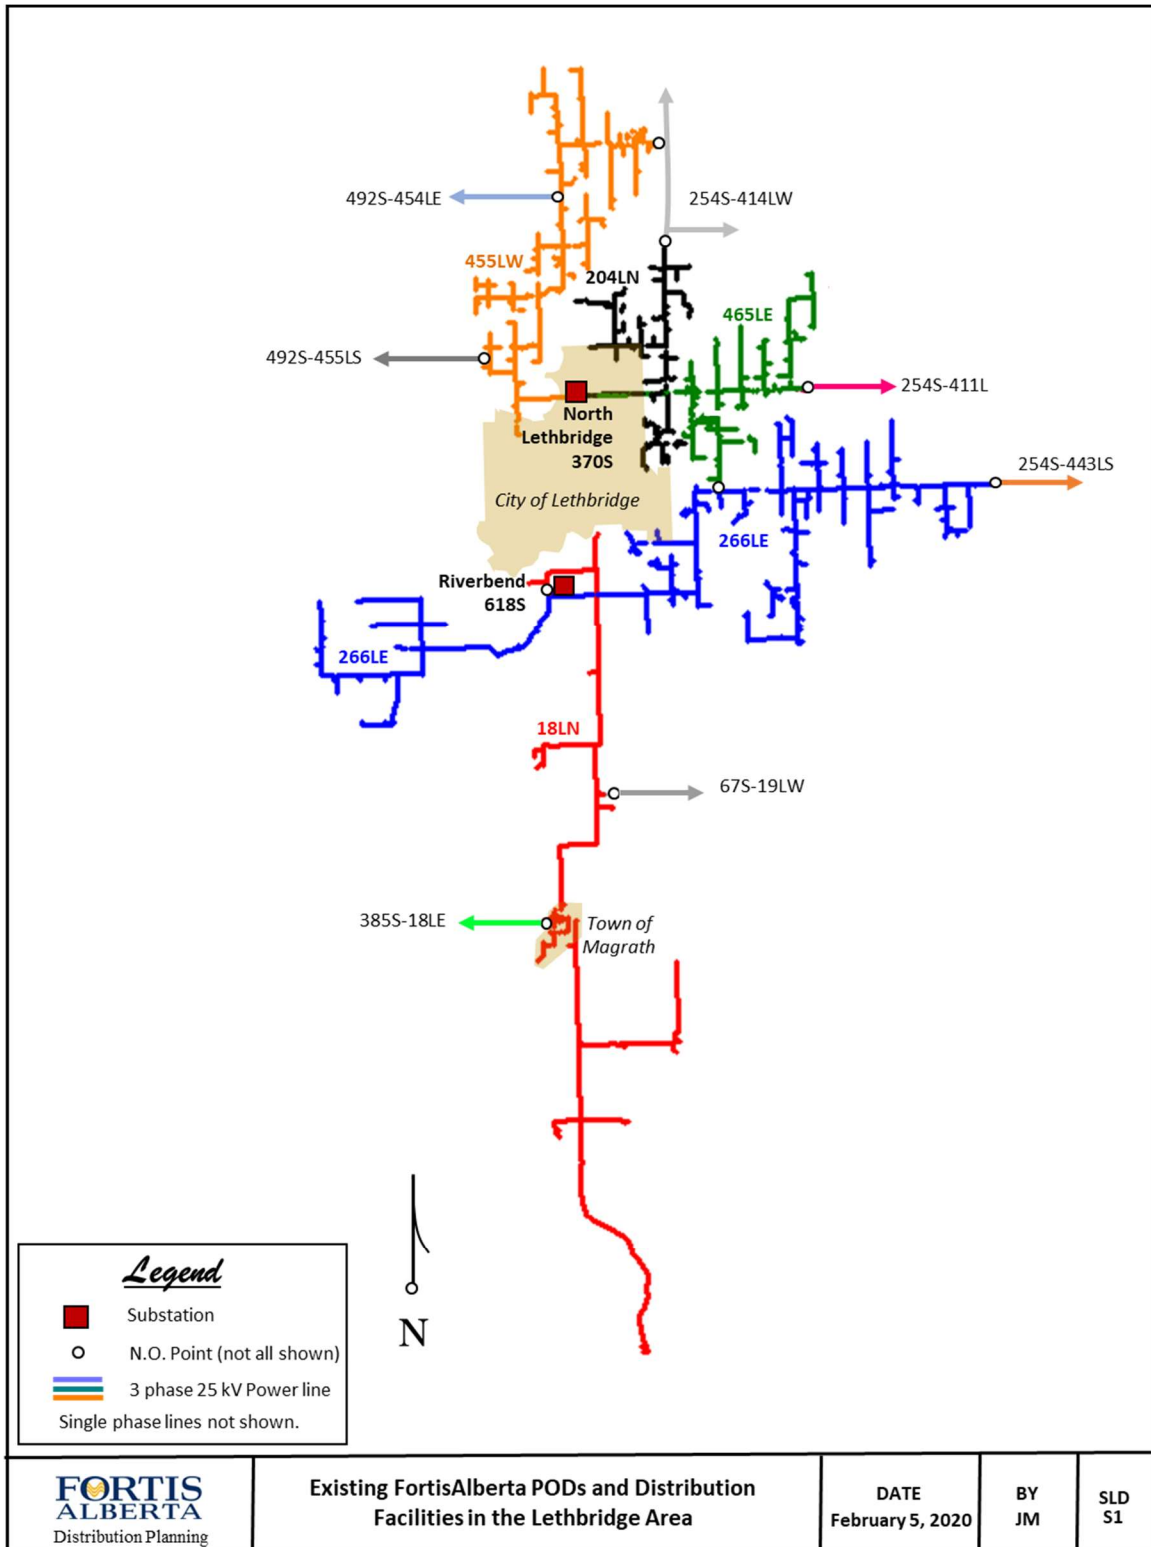 492S-454LE
254S-414LW
455LW
204LN
465LE
492S-455LS
254S-411L
North
Lethbridge
370S
City of Lethbridge
254S-443LS
266LE
Riverbend
618S
266LE
18LN
67S-19LW
385S-18LE
Town of
Magrath
N
Legend
Substation
N.O. Point (not all shown)
3 phase 25 kV Power line
Single phase lines not shown.
FORTIS
ALBERTA
Distribution Planning
Existing FortisAlberta PODs and Distribution
Facilities in the Lethbridge Area
DATE
February 5, 2020
BY
JM
SLD
S1